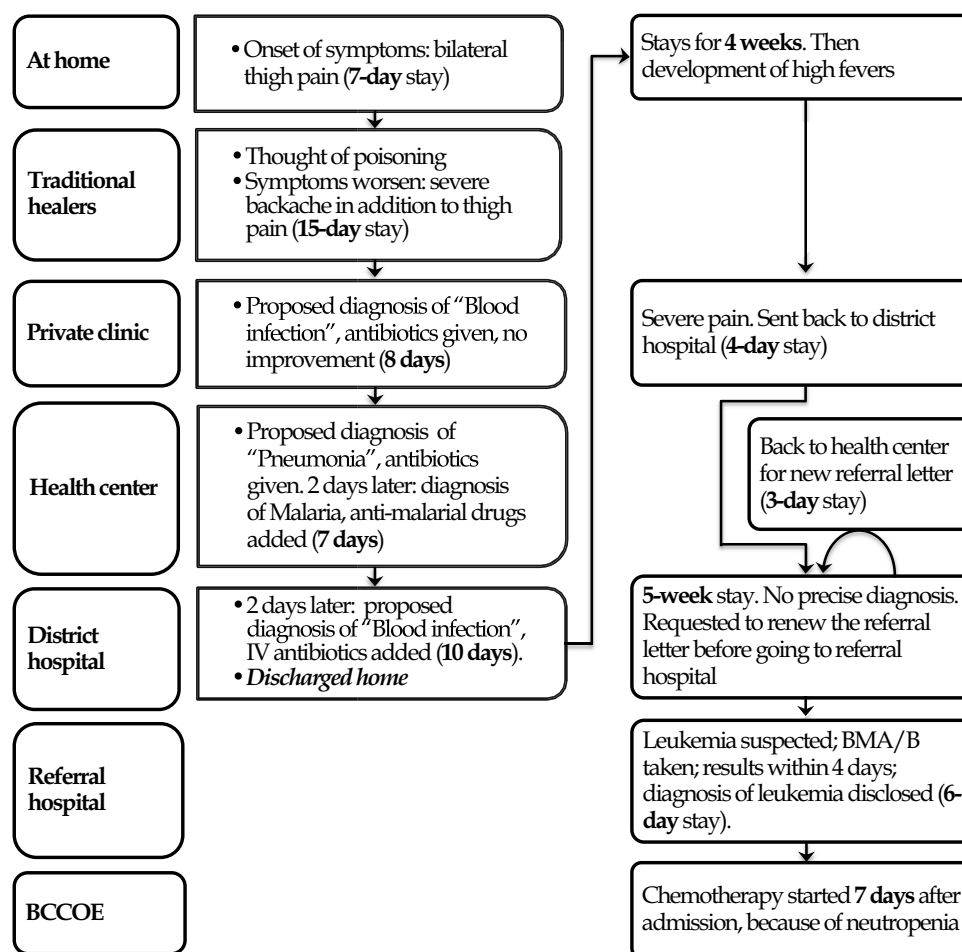 At home
• Onset of symptoms: bilateral
thigh pain (7-day stay)
Stays for 4 weeks. Then
development of high fevers
Traditional
healers
• Thought of poisoning
• Symptoms worsen: severe
backache in addition to thigh
pain (15-day stay)
Private clinic
• Proposed diagnosis of “Blood
infection”, antibiotics given, no
improvement (8 days)
Severe pain. Sent back to district
hospital (4-day stay)
Health center
• Proposed diagnosis of
“Pneumonia”, antibiotics
given. 2 days later: diagnosis
of Malaria, anti-malarial drugs
added (7 days)
Back to health center
for new referral letter
(3-day stay)
District
hospital
• 2 days later: proposed
diagnosis of “Blood infection”,
IV antibiotics added (10 days).
• Discharged home
5-week stay. No precise diagnosis.
Requested to renew the referral
letter before going to referral
hospital
Referral
hospital
Leukemia suspected; BMA/B
taken; results within 4 days;
diagnosis of leukemia disclosed (6-
day stay).
BCCOE
Chemotherapy started 7 days after
admission, because of neutropenia